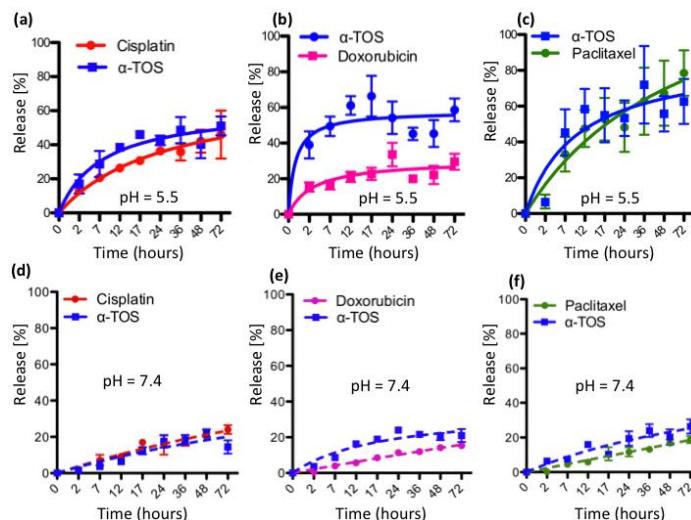 (a)
Cisplatin
α-TOS
Release [%]
100
80
60
40
20
0
pH = 5.5
0 2 7 12 17 24 36 48 72
Time (hours)
(b)
α-TOS
Doxorubicin
Release [%]
100
80
60
40
20
0
pH = 5.5
0 2 7 12 17 24 36 48 72
Time (hours)
(c)
α-TOS
Paclitaxel
Release [%]
100
80
60
40
20
0
pH = 5.5
0 2 7 12 17 24 36 48 72
Time (hours)
(d)
Cisplatin
α-TOS
Release [%]
100
80
60
40
20
0
pH = 7.4
0 2 7 12 17 24 36 48 72
Time (hours)
(e)
Doxorubicin
α-TOS
Release [%]
100
80
60
40
20
0
pH = 7.4
0 2 7 12 17 24 36 48 72
Time (hours)
(f)
Paclitaxel
α-TOS
Release [%]
100
80
60
40
20
0
pH = 7.4
0 2 7 12 17 24 36 48 72
Time (hours)